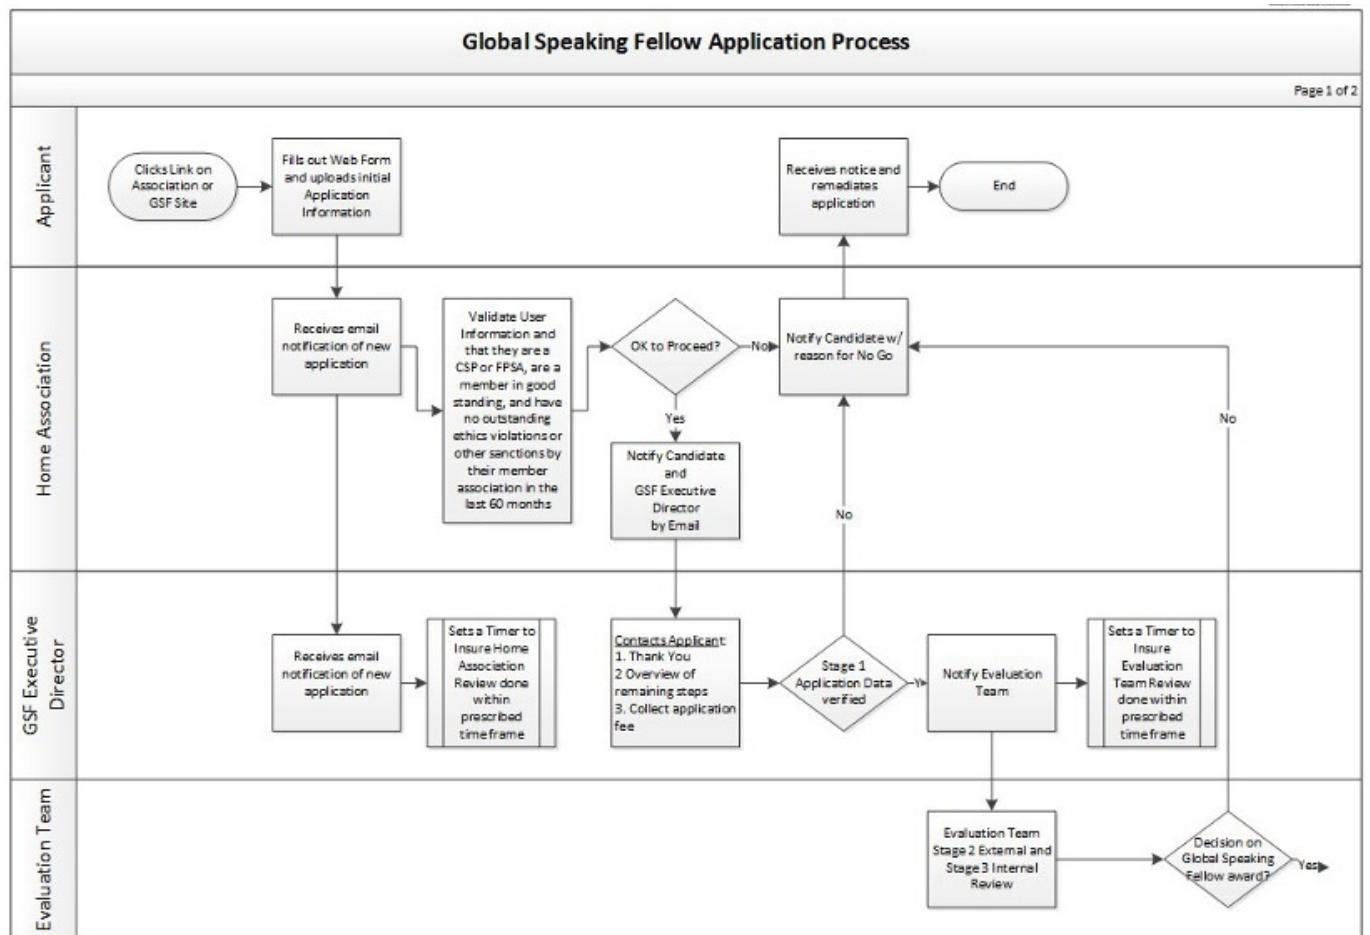 Global Speaking Fellow Application Process
Page 1 of 2
Applicant
Clicks Link on
Association or
GSF Site
Fills out Web Form
and uploads initial
Application
Information
Receives notice and
remediates
application
End
Home Association
Receives email
notification of new
application
Validate User
Information and
that they are a
CSP or FPSA, are a
member in good
standing, and have
no outstanding
ethics violations or
other sanctions by
their member
association in the
last 60 months
OK to Proceed?
No
Notify Candidate w/
reason for No Go
Yes
Notify Candidate
and
GSF Executive
Director
by Email
No
No
GSF Executive
Director
Receives email
notification of new
application
Sets a Timer to
Insure Home
Association
Review done
within
prescribed
timeframe
Contacts Applicant:
1. Thank You
2 Overview of
remaining steps
3. Collect application
fee
Stage 1
Application Data
verified
Y
Notify Evaluation
Team
Sets a Timer to
Insure
Evaluation
Team Review
done within
prescribed
timeframe
Evaluation Team
Evaluation Team
Stage 2 External and
Stage 3 Internal
Review
Decision on
Global Speaking
Fellow award?
Yes